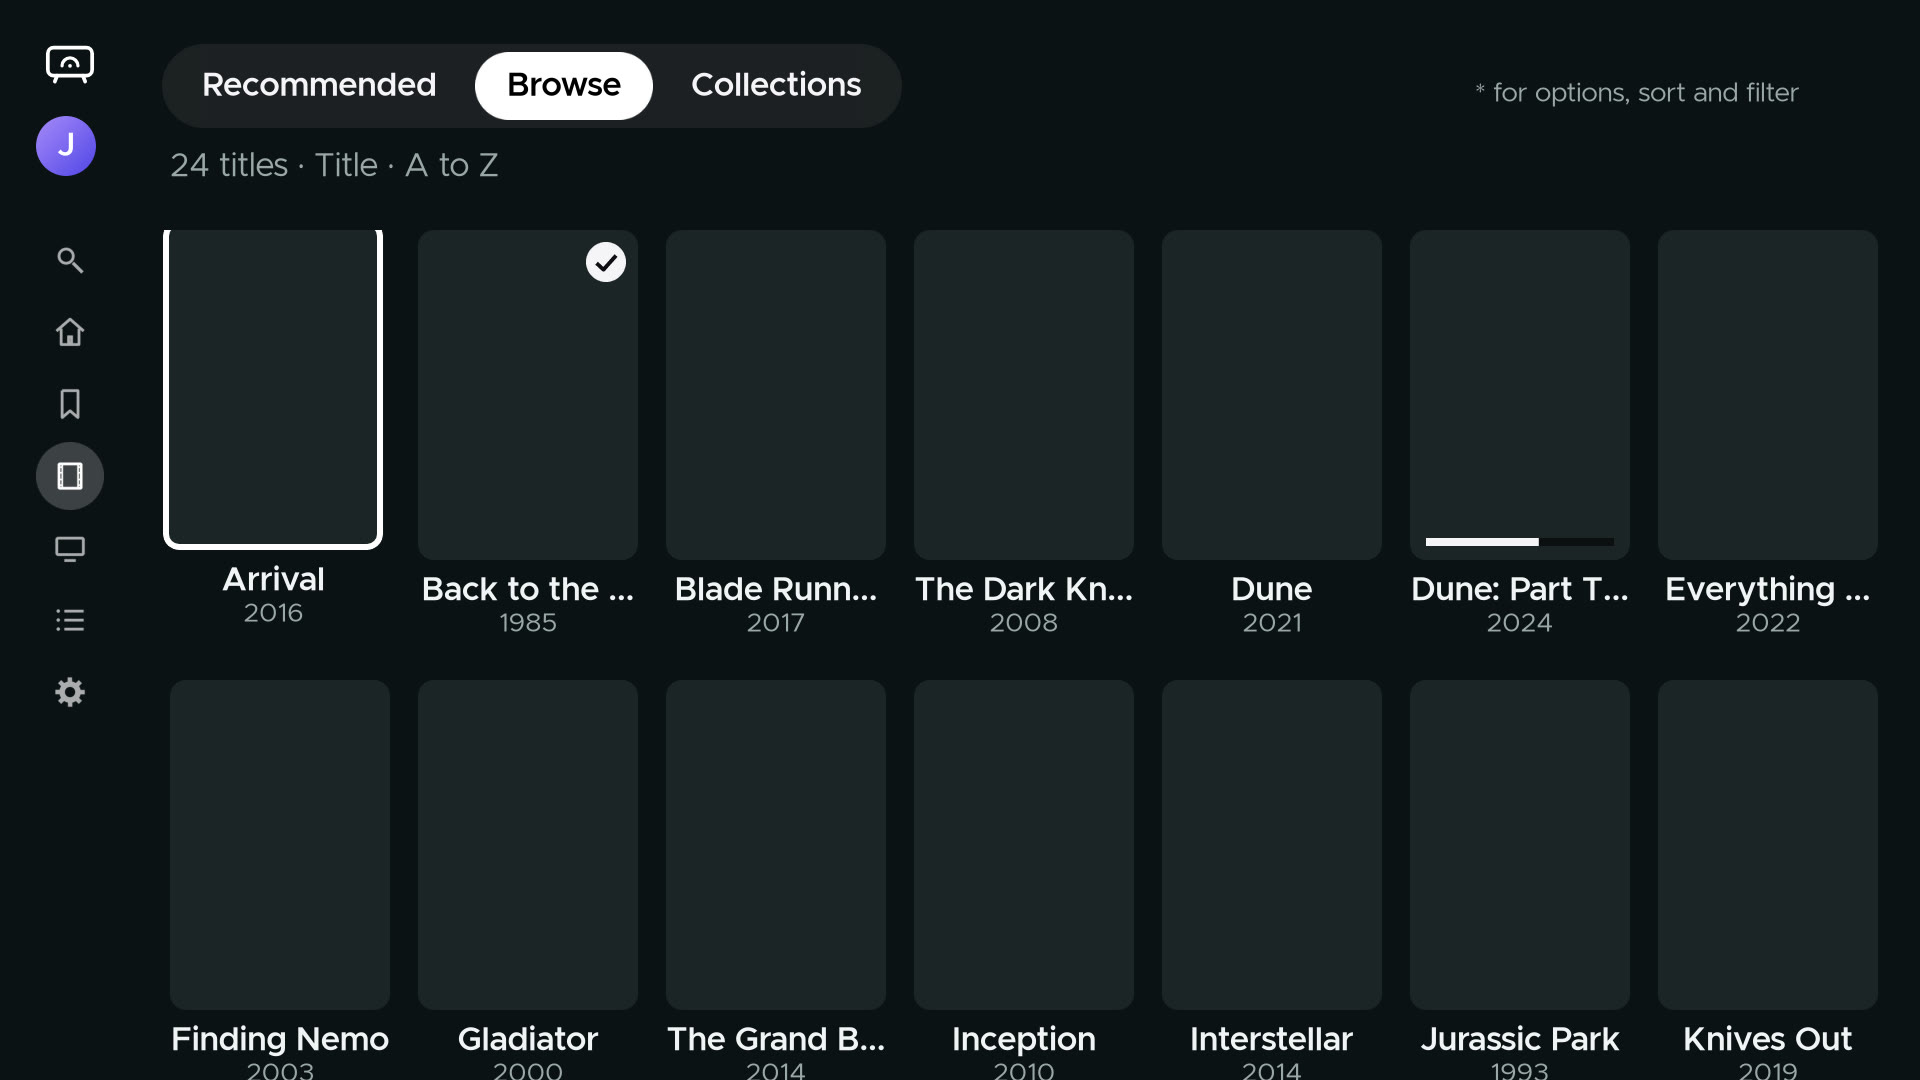 Recommended Browse Collections
* for options, sort and filter
J
24 titles · Title · A to Z
Arrival
2016
Back to the ...
1985
Blade Runn...
2017
The Dark Kn...
2008
Dune
2021
Dune: Part T...
2024
Everything ...
2022
Finding Nemo
2003
Gladiator
2000
The Grand B...
2014
Inception
2010
Interstellar
2014
Jurassic Park
1993
Knives Out
2019